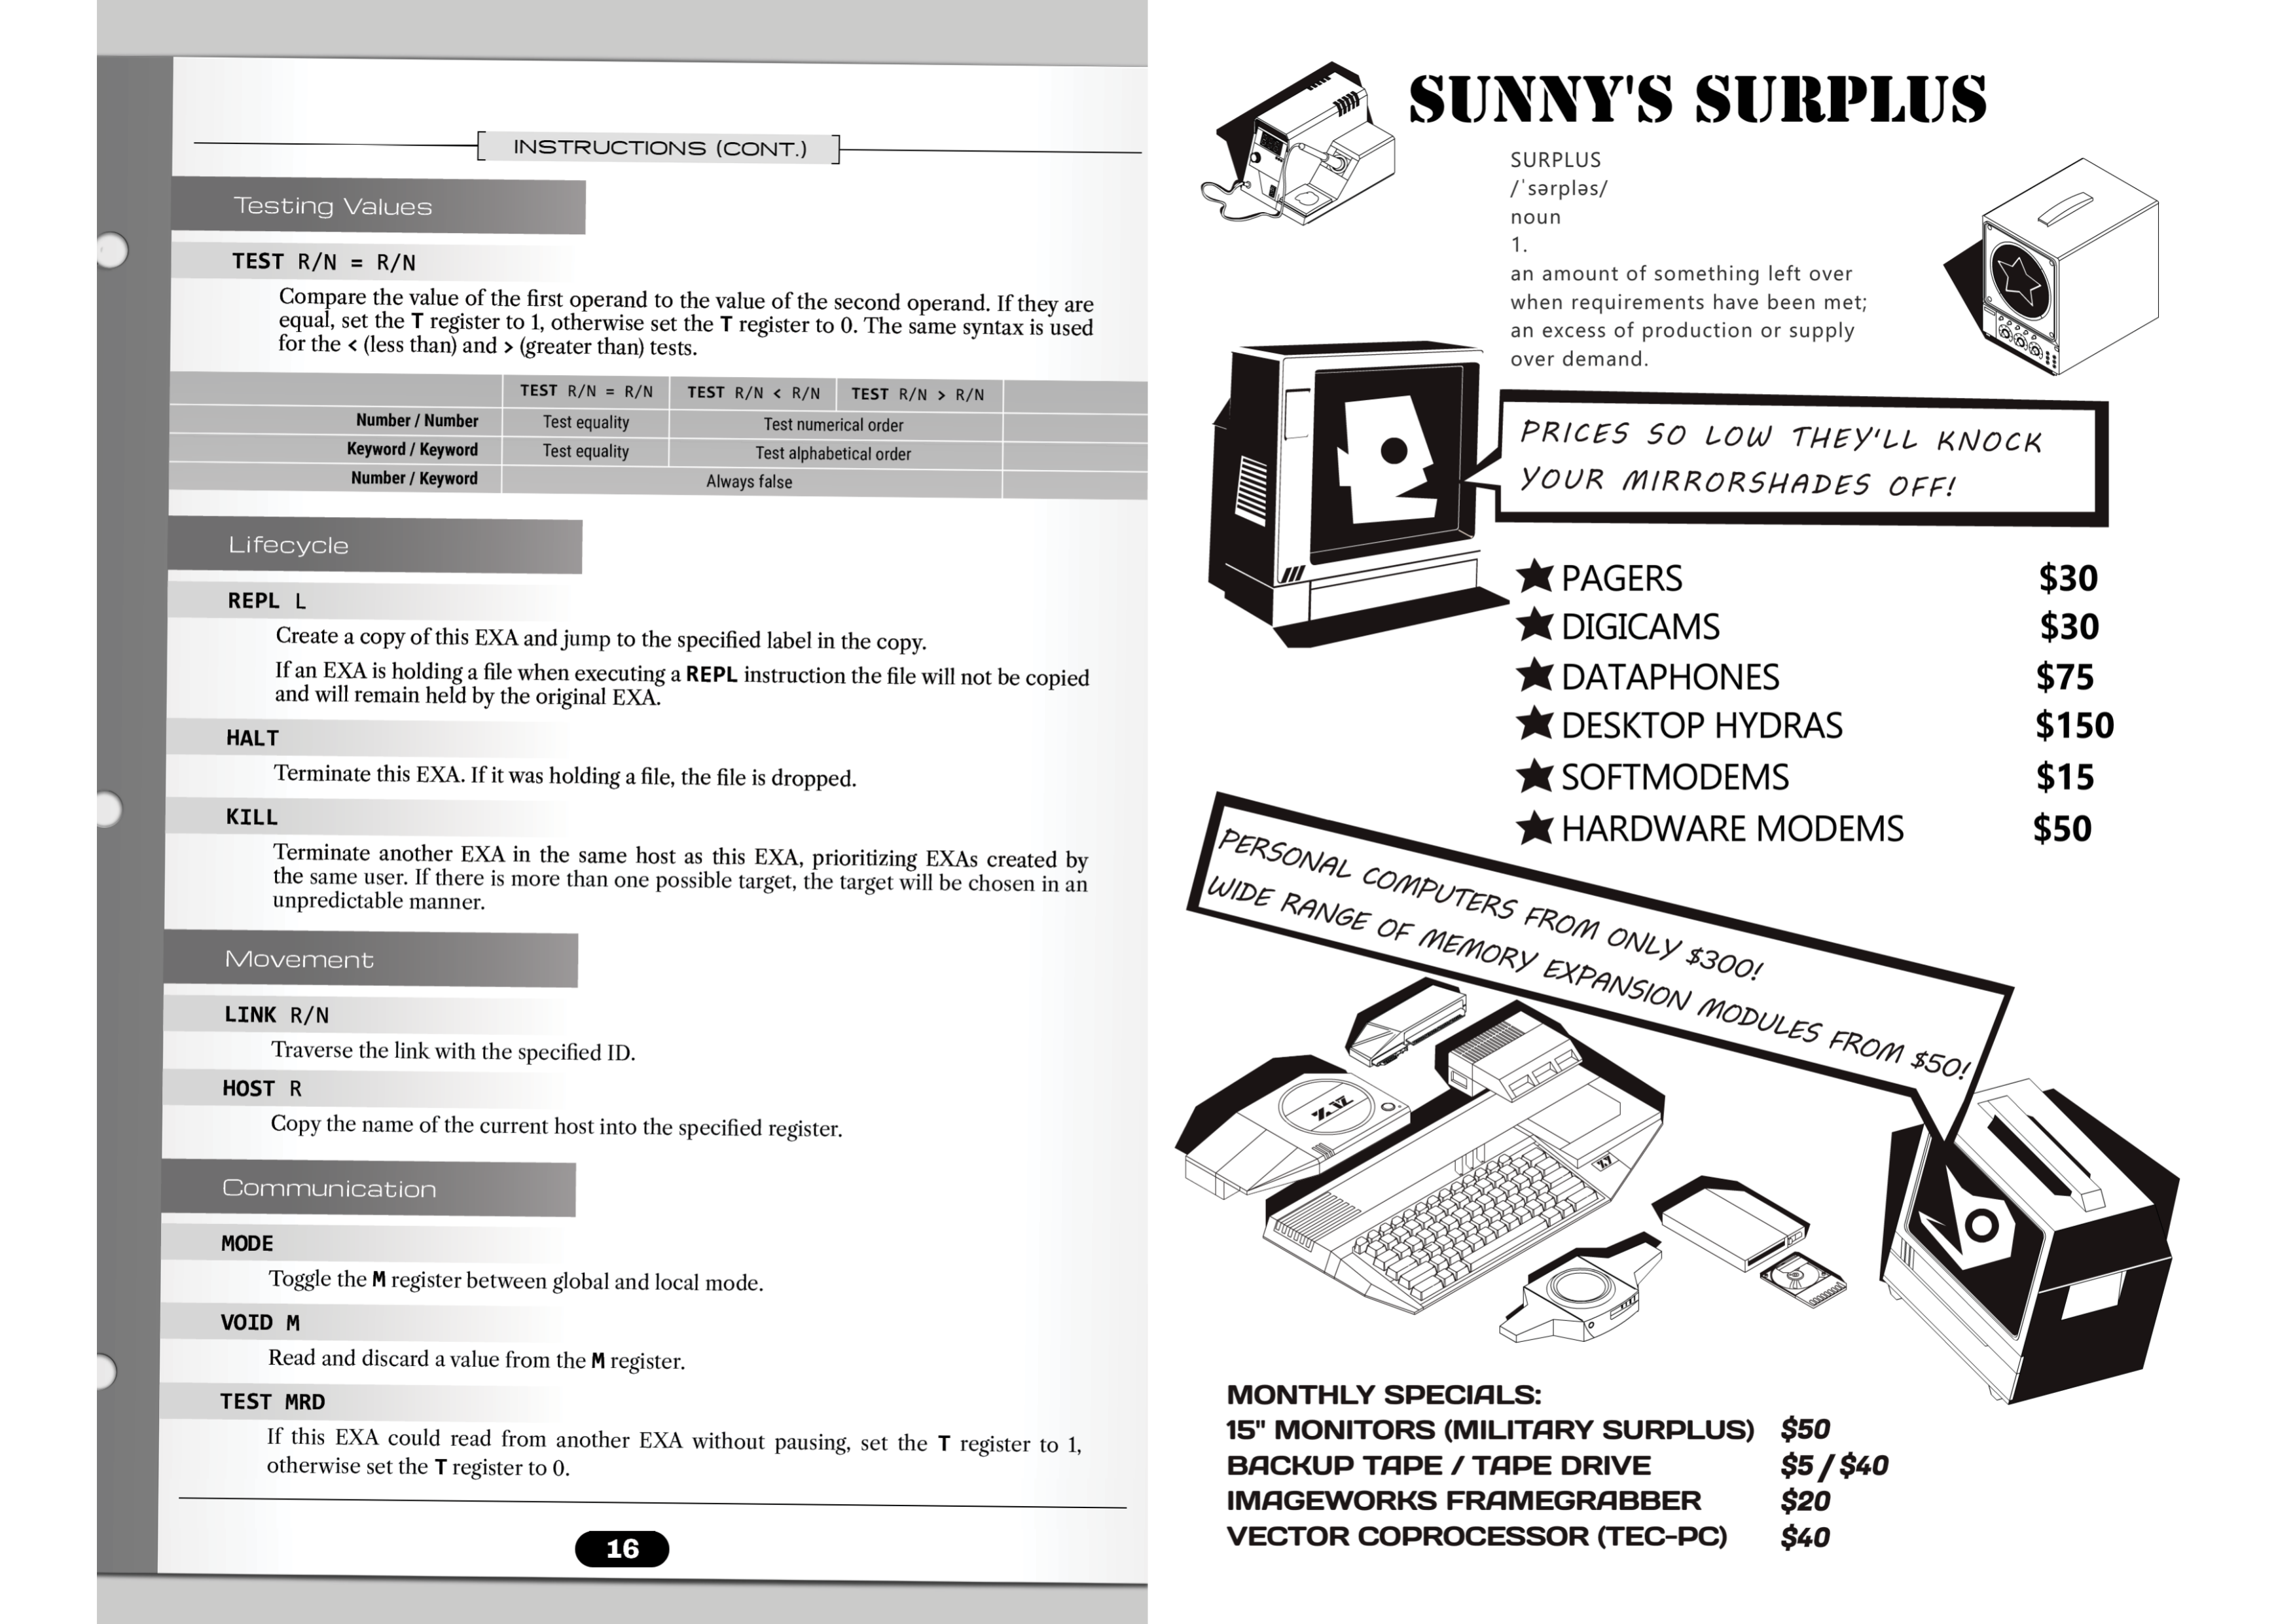 INSTRUCTIONS (CONT.)
Testing Values
TEST R/N = R/N
Compare the value of the first operand to the value of the second operand. If they are
equal, set the T register to 1, otherwise set the T register to 0. The same syntax is used
for the < (less than) and > (greater than) tests.
TEST R/N = R/N TEST R/N < R/N TEST R/N > R/N
Number / Number Test equality Test numerical order
Keyword / Keyword Test equality Test alphabetical order
Number / Keyword Always false
Lifecycle
REPL L
Create a copy of this EXA and jump to the specified label in the copy.
If an EXA is holding a file when executing a REPL instruction the file will not be copied
and will remain held by the original EXA.
HALT
Terminate this EXA. If it was holding a file, the file is dropped.
KILL
Terminate another EXA in the same host as this EXA, prioritizing EXAs created by
the same user. If there is more than one possible target, the target will be chosen in an
unpredictable manner.
Movement
LINK R/N
Traverse the link with the specified ID.
HOST R
Copy the name of the current host into the specified register.
Communication
MODE
Toggle the M register between global and local mode.
VOID M
Read and discard a value from the M register.
TEST MRD
If this EXA could read from another EXA without pausing, set the T register to 1,
otherwise set the T register to 0.
16
SUNNY'S SURPLUS
SURPLUS
/ˈsərpləs/
noun
1.
an amount of something left over
when requirements have been met;
an excess of production or supply
over demand.
PRICES SO LOW THEY'LL KNOCK
YOUR MIRRORSHADES OFF!
PAGERS $30
DIGICAMS $30
DATAPHONES $75
DESKTOP HYDRAS $150
SOFTMODEMS $15
HARDWARE MODEMS $50
PERSONAL COMPUTERS FROM ONLY $300!
WIDE RANGE OF MEMORY EXPANSION MODULES FROM $50!
MONTHLY SPECIALS:
15" MONITORS (MILITARY SURPLUS) $50
BACKUP TAPE / TAPE DRIVE $5 / $40
IMAGEWORKS FRAMEGRABBER $20
VECTOR COPROCESSOR (TEC-PC) $40